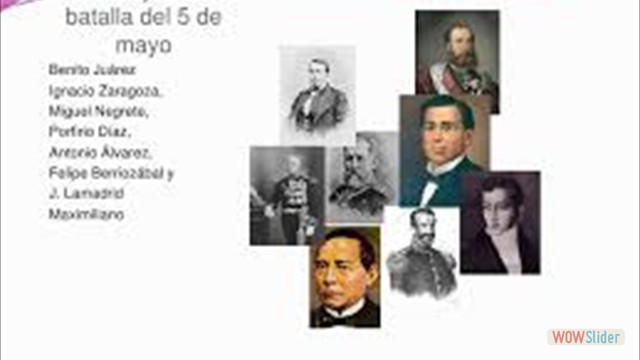 batalla del 5 de
mayo
Benito Juárez
Ignacio Zaragoza,
Miguel Negrete,
Porfirio Díaz,
Antonio Álvarez,
Felipe Berriozábal y
J. Lamadrid
Maximiliano
WOWSlider